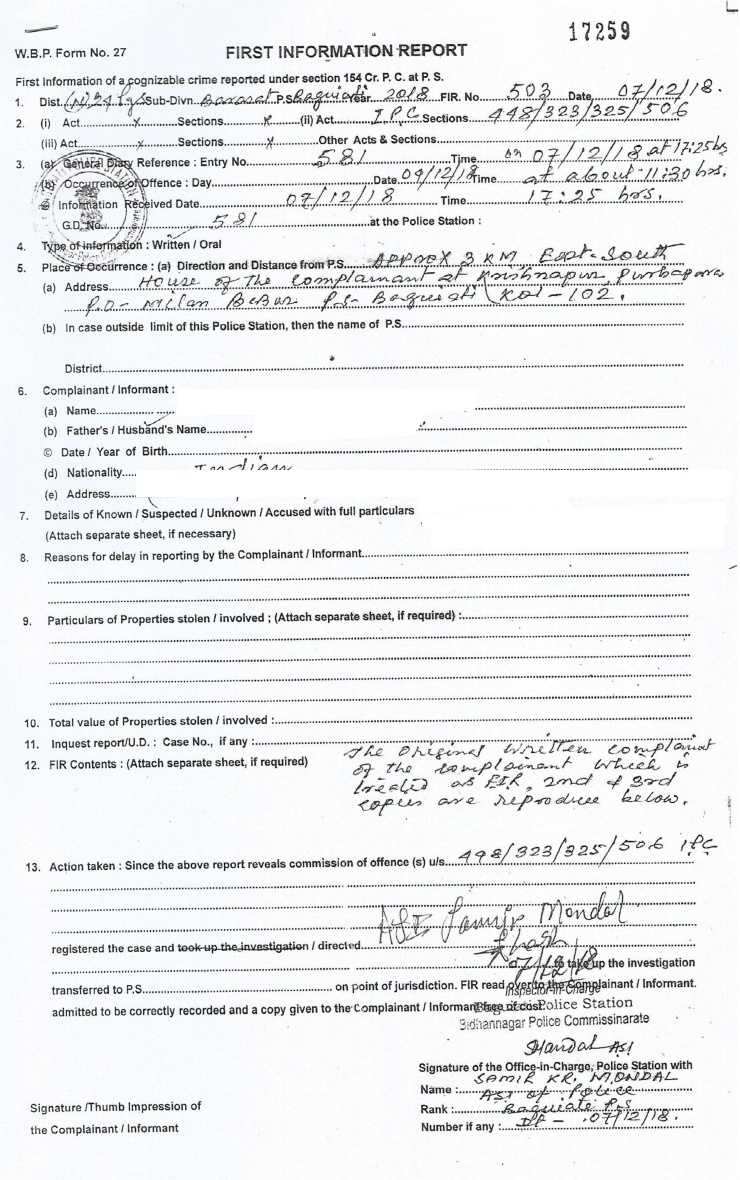 17259
W.B.P. Form No. 27
FIRST INFORMATION REPORT
First Information of a cognizable crime reported under section 154 Cr. P. C. at P. S.
1. Dist. (N) 24 Pgs Sub-Divn. Barasat P.S. Baguiati Year 2018 FIR. No. 503 Date 07/12/18.
2. (i) Act x Sections x (ii) Act I P C Sections 448/323/325/506
(iii) Act x Sections x Other Acts & Sections
3. (a) General Diary Reference : Entry No. 581 Time on 07/12/18 at 17:25 hrs
(b) Occurrence of Offence : Day Date 04/12/18 Time at about 11:30 hrs.
Information Received Date 07/12/18 Time 17:25 hrs.
G.D. No. 581 at the Police Station :
4. Type of information : Written / Oral
5. Place of Occurrence : (a) Direction and Distance from P.S. Approx 3 KM East-South
(a) Address House of the complainant at Krishnapur, Purbapara
P.O- Milan Bazar P.S- Baguiati Kol-102.
(b) In case outside limit of this Police Station, then the name of P.S.
District
6. Complainant / Informant :
(a) Name
(b) Father's / Husband's Name
© Date / Year of Birth
(d) Nationality Indian
(e) Address
7. Details of Known / Suspected / Unknown / Accused with full particulars
(Attach separate sheet, if necessary)
8. Reasons for delay in reporting by the Complainant / Informant
9. Particulars of Properties stolen / involved ; (Attach separate sheet, if required) :
10. Total value of Properties stolen / involved :
11. Inquest report/U.D. : Case No., if any :
12. FIR Contents : (Attach separate sheet, if required) The original written complaint
of the complainant which is
treated as FIR, 2nd & 3rd
copies are reproduce below.
13. Action taken : Since the above report reveals commission of offence (s) u/s. 448/323/325/506 IPC
ASI Samir Mondal
registered the case and took up the investigation / directed
07/12/18 to take up the investigation
transferred to P.S. on point of jurisdiction. FIR read over to the Complainant / Informant.
Inspector-in-Charge
admitted to be correctly recorded and a copy given to the Complainant / Informant free of cost. Police Station
Bidhannagar Police Commissinarate
Mondal ASI
Signature of the Office-in-Charge, Police Station with
Name : SAMIR KR. MONDAL
ASI of Police
Rank : Baguiati P.S
Number if any : Dt - 07/12/18.
Signature /Thumb Impression of
the Complainant / Informant